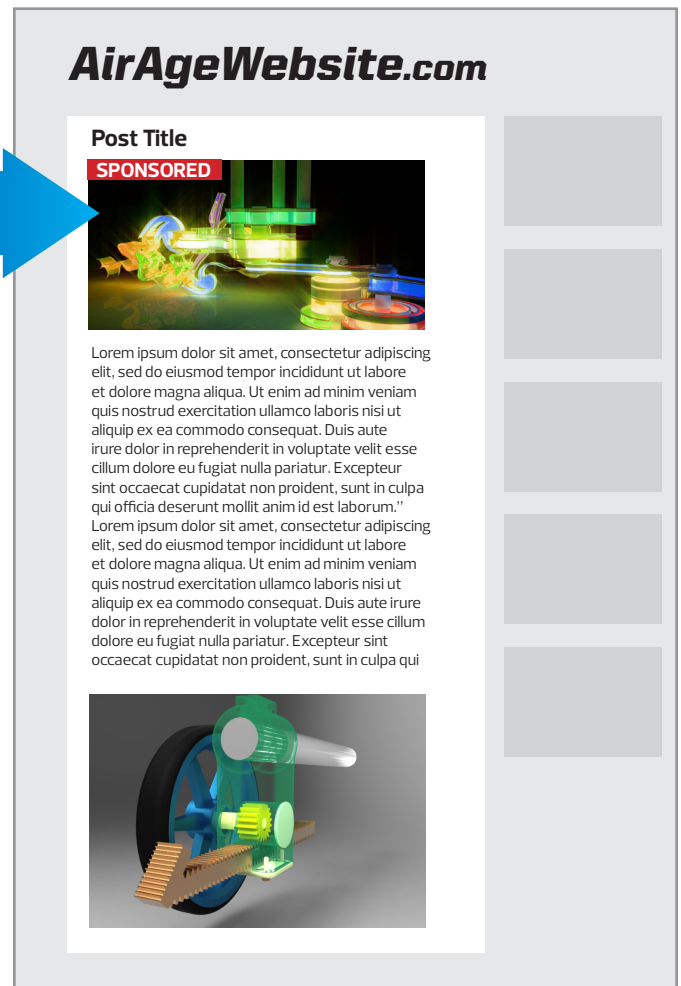 AirAgeWebsite.com
Post Title
SPONSORED
Lorem ipsum dolor sit amet, consectetur adipiscing
elit, sed do eiusmod tempor incididunt ut labore
et dolore magna aliqua. Ut enim ad minim veniam
quis nostrud exercitation ullamco laboris nisi ut
aliquip ex ea commodo consequat. Duis aute
irure dolor in reprehenderit in voluptate velit esse
cillum dolore eu fugiat nulla pariatur. Excepteur
sint occaecat cupidatat non proident, sunt in culpa
qui officia deserunt mollit anim id est laborum.”
Lorem ipsum dolor sit amet, consectetur adipiscing
elit, sed do eiusmod tempor incididunt ut labore
et dolore magna aliqua. Ut enim ad minim veniam
quis nostrud exercitation ullamco laboris nisi ut
aliquip ex ea commodo consequat. Duis aute irure
dolor in reprehenderit in voluptate velit esse cillum
dolore eu fugiat nulla pariatur. Excepteur sint
occaecat cupidatat non proident, sunt in culpa qui